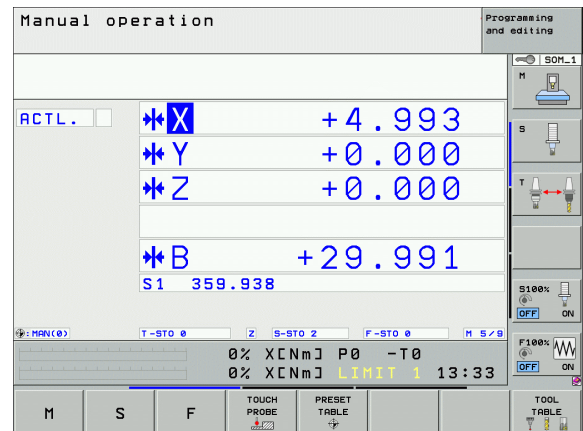 Manual operation
Programming
and editing
SOM_1
M
ACTL.
X +4.993
Y +0.000
Z +0.000
B +29.991
S1 359.938
S
T
S100%
OFF ON
: MAN(0) T-STO 0 Z S-STO 2 F-STO 0 M 5/9
0% X[Nm] P0 -T0
0% X[Nm] LIMIT 1 13:33
F100%
OFF ON
M
S
F
TOUCH
PROBE
PRESET
TABLE
TOOL
TABLE